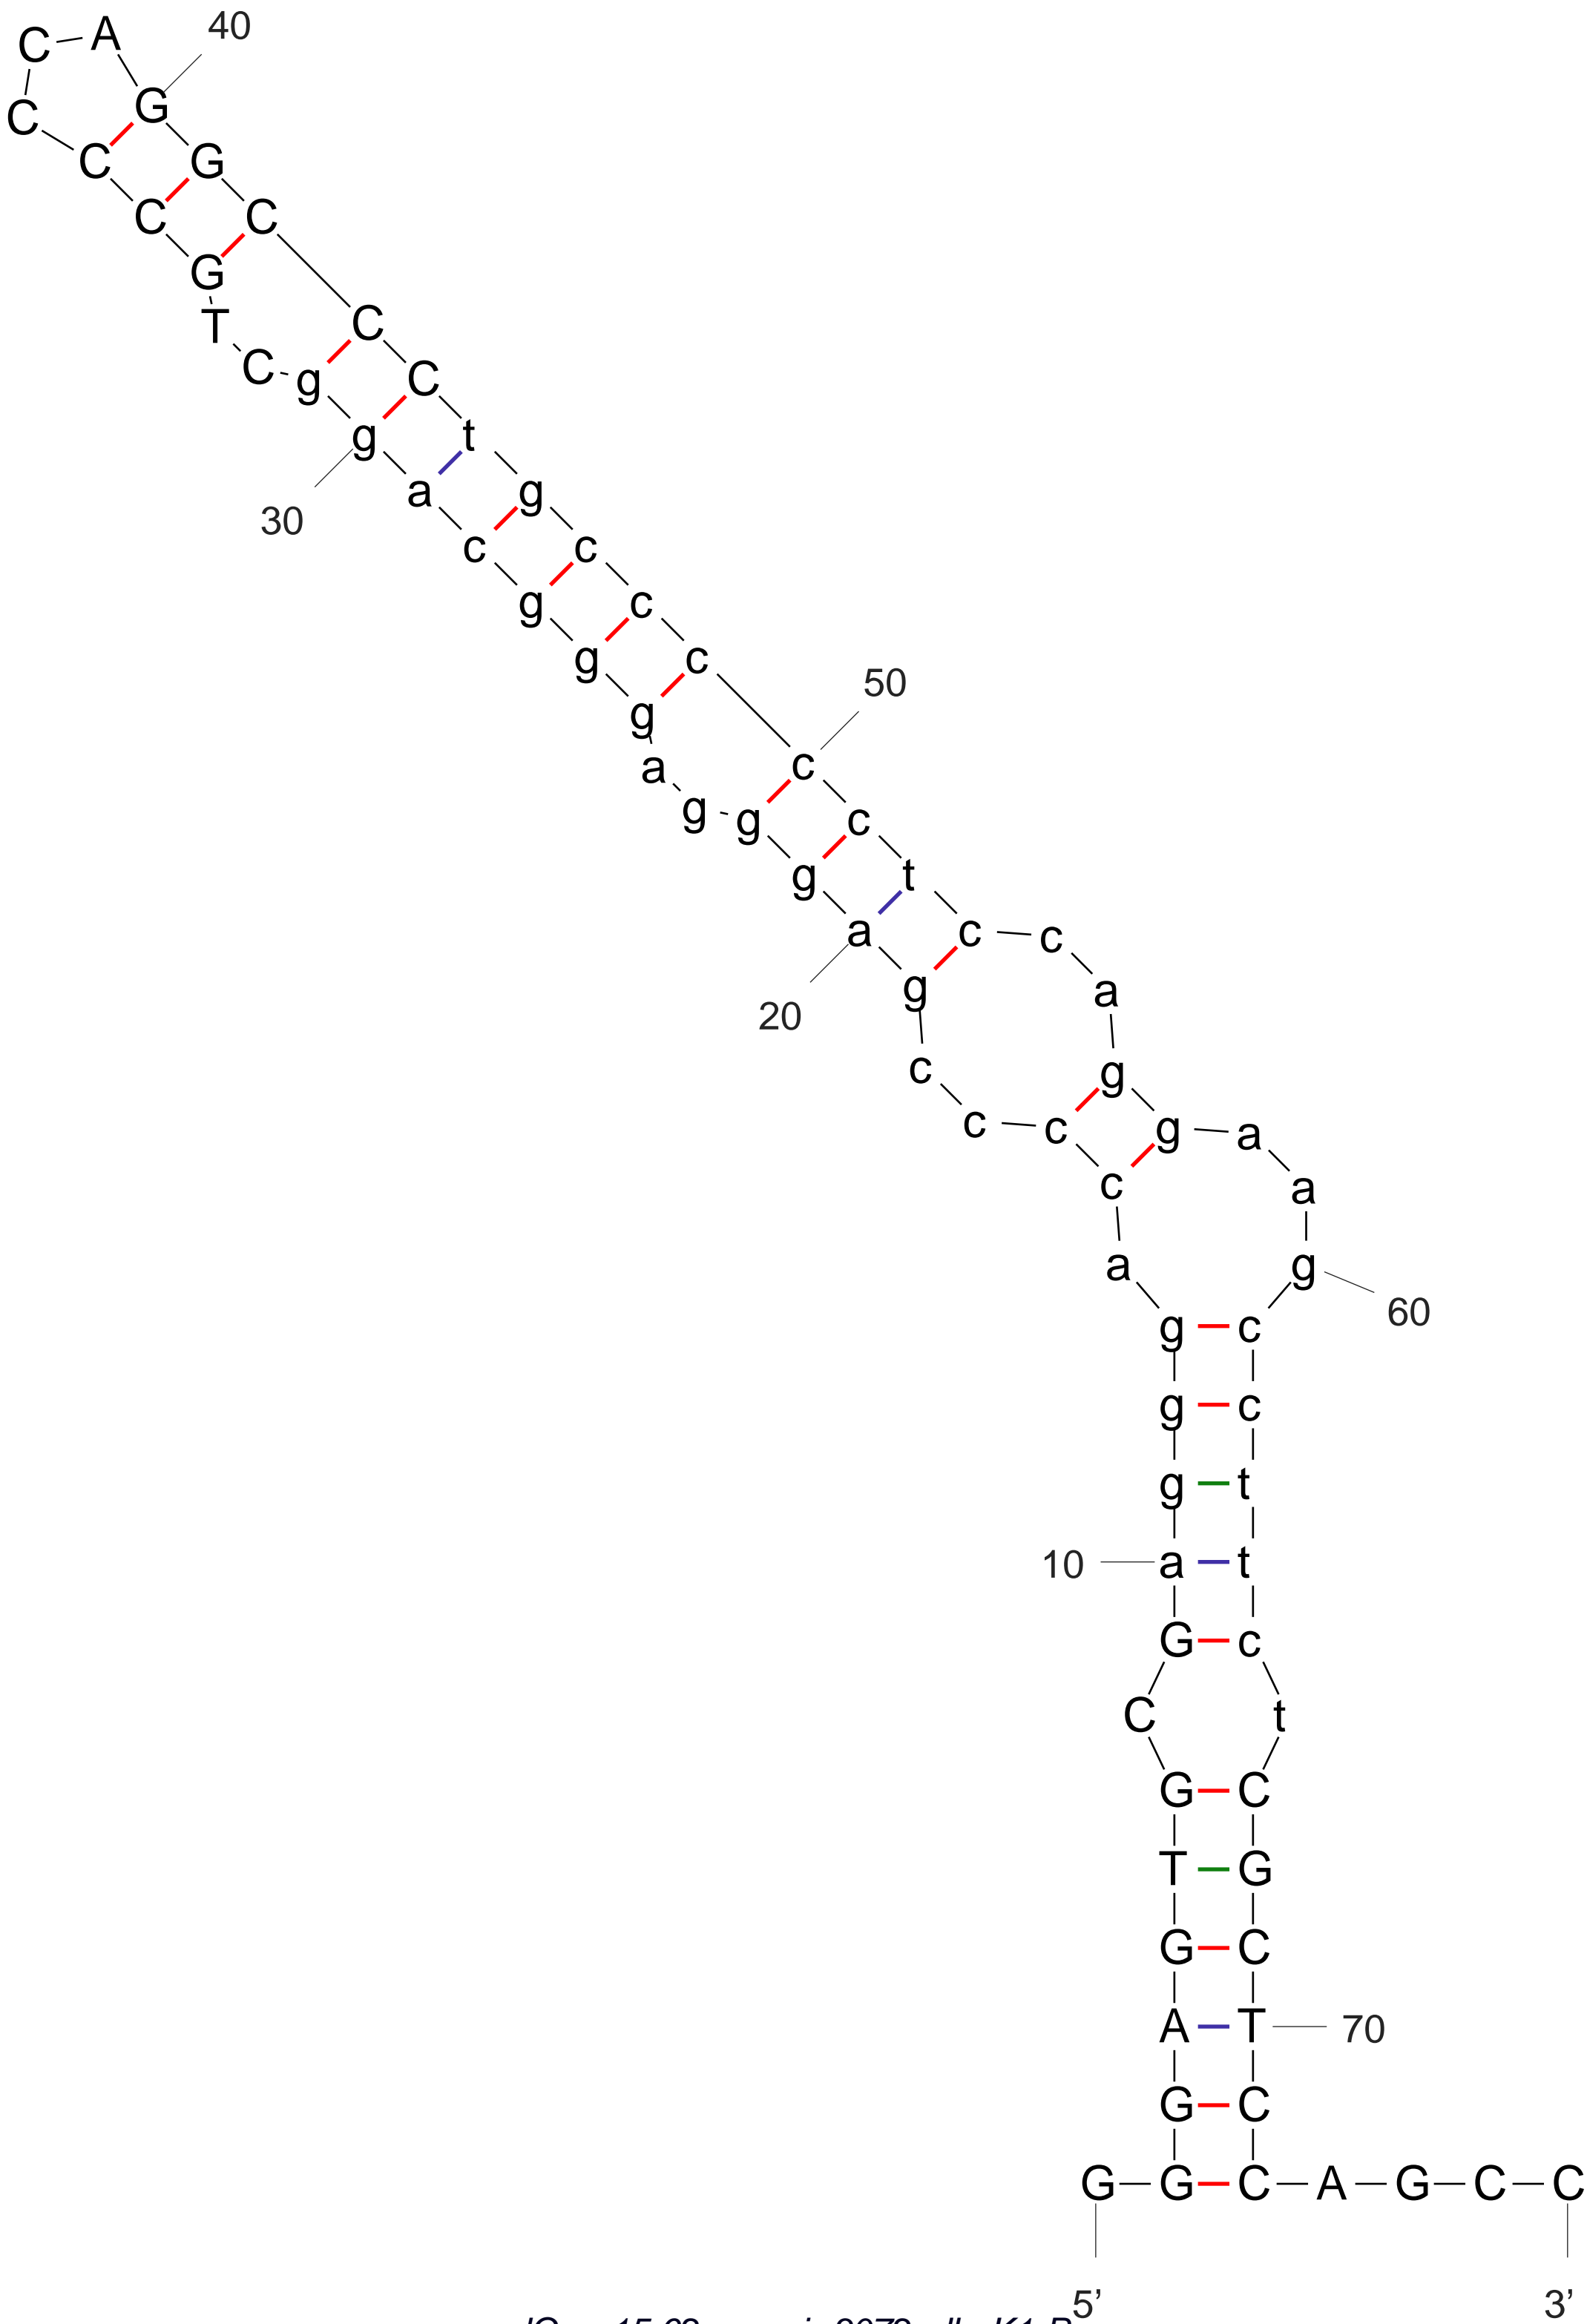 40
C A
G
C
C G
C C
G
T C
C g C
g t
a g
30
c c
g c
g c 50
g
a c
g g c
g t
a c c
g a
20
c g
c c g a
c a
a g
60
g c
g c
g t
10 a t
G c
C t
G C
T G
G C
A T 70
G C
G G C A G C C
5’ 3’